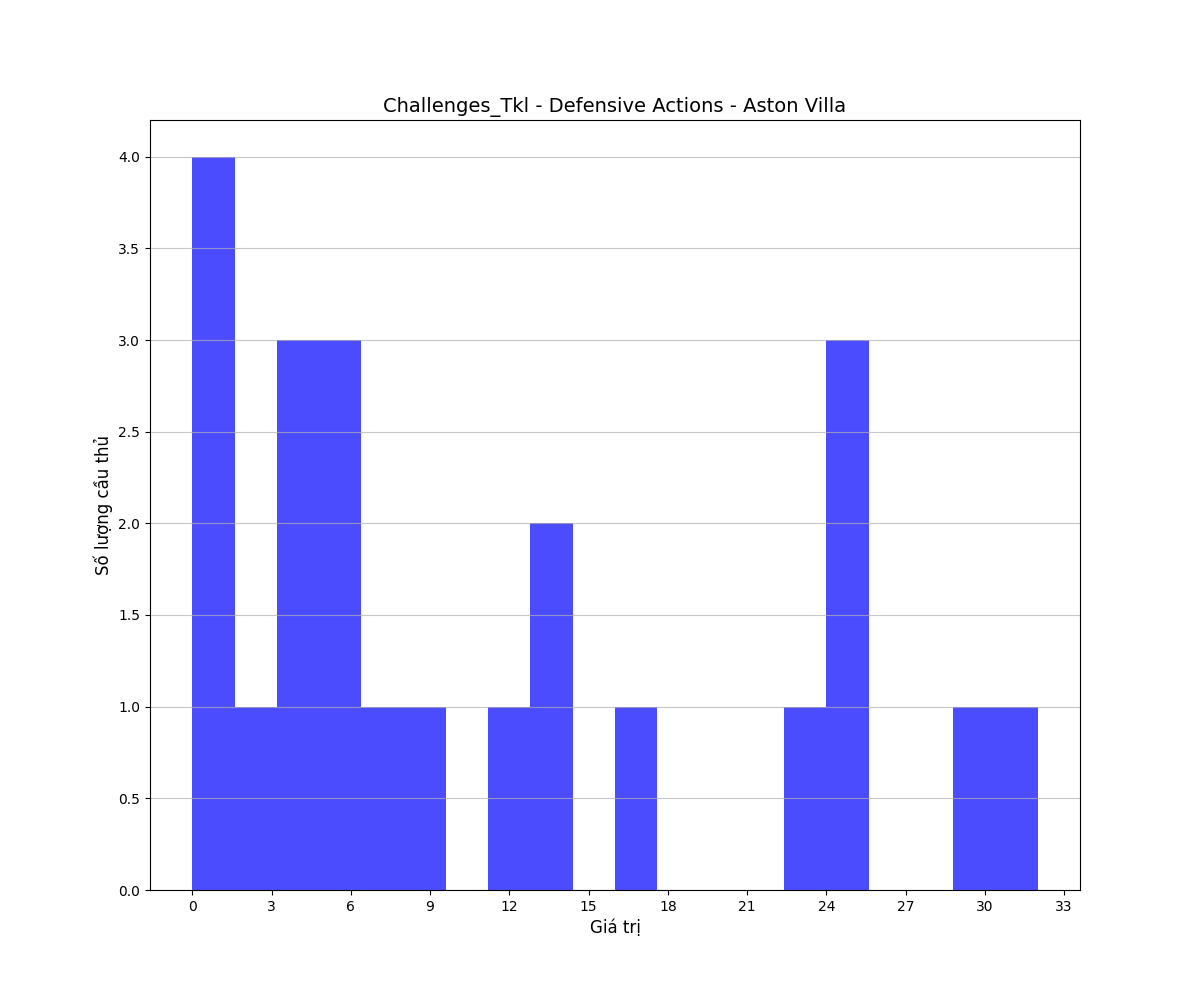 Challenges_Tkl - Defensive Actions - Aston Villa
Số lượng cầu thủ
4.0
3.5
3.0
2.5
2.0
1.5
1.0
0.5
0.0
0 3 6 9 12 15 18 21 24 27 30 33
Giá trị